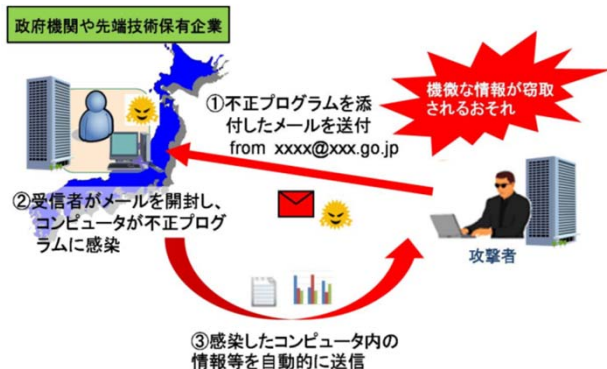 政府機関や先端技術保有企業
①不正プログラムを添
付したメールを送付
from xxxx@xxx.go.jp
機微な情報が窃取
されるおそれ
②受信者がメールを開封し、
コンピュータが不正プログ
ラムに感染
攻撃者
③感染したコンピュータ内の
情報等を自動的に送信